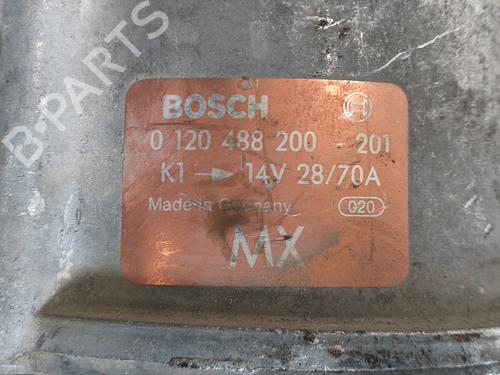 B-PARTS
BOSCH
0 120 488 200 - 201
K1 → 14V 28/70A
Made in Germany 020
MX